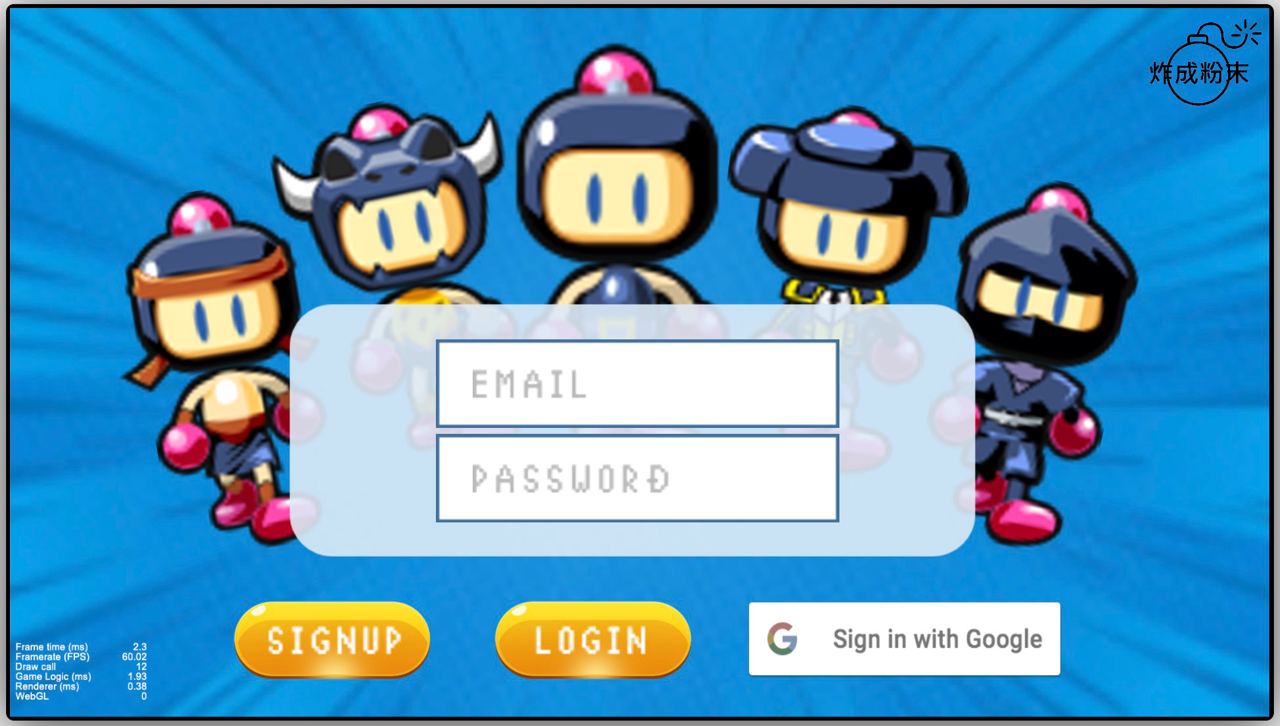 炸成粉末
EMAIL
PASSWORD
SIGNUP
LOGIN
Sign in with Google
Frame time (ms) 2.3
Framerate (FPS) 60.02
Draw call 12
Game Logic (ms) 1.93
Renderer (ms) 0.38
WebGL 0